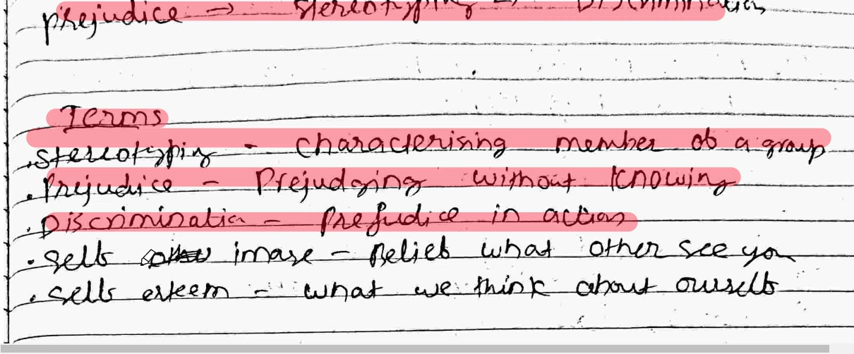 prejudice → stereotyping → Discrimination
Terms
.stereotyping - characterising member of a group
.Prejudice - Prejudging without knowing
.Discrimination - Prejudice in action
.self image - Belief what other see you
.self esteem - what we think about ourself